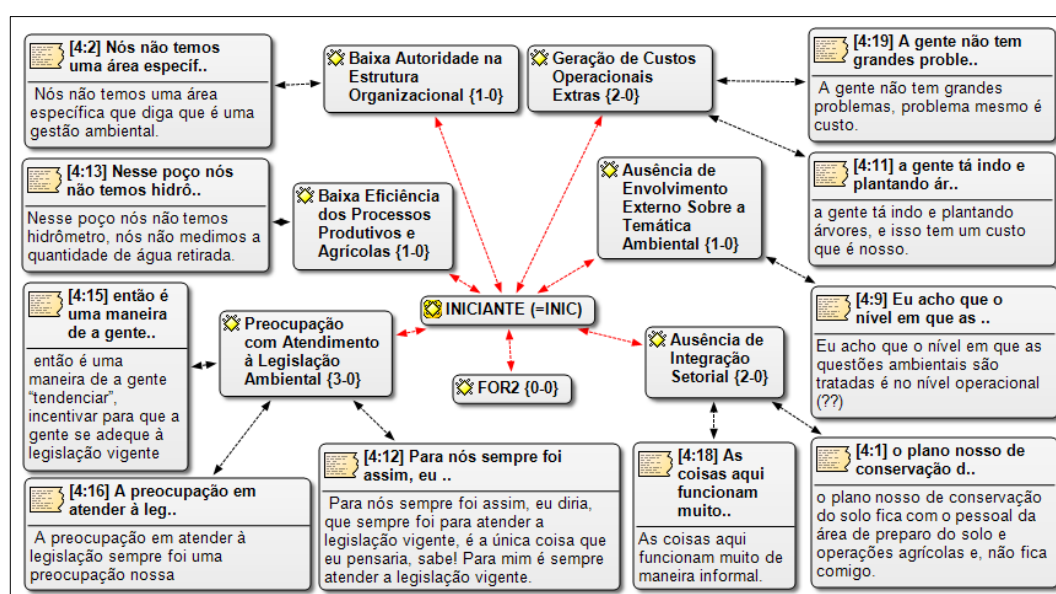 [4:2] Nós não temos
uma área específ..
Nós não temos uma área
específica que diga que é uma
gestão ambiental.
Baixa Autoridade na
Estrutura
Organizacional {1-0}
Geração de Custos
Operacionais
Extras {2-0}
[4:19] A gente não tem
grandes proble..
A gente não tem grandes
problemas, problema mesmo é
custo.
[4:13] Nesse poço nós
não temos hidrô..
Nesse poço nós não temos
hidrômetro, nós não medimos a
quantidade de água retirada.
Baixa Eficiência
dos Processos
Produtivos e
Agrícolas {1-0}
Ausência de
Envolvimento
Externo Sobre a
Temática
Ambiental {1-0}
[4:11] a gente tá indo e
plantando ár..
a gente tá indo e plantando
árvores, e isso tem um custo
que é nosso.
[4:15] então é
uma maneira
de a gente..
então é uma
maneira de a gente
“tendenciar”,
incentivar para que a
gente se adeque à
legislação vigente
Preocupação
com Atendimento
à Legislação
Ambiental {3-0}
INICIANTE (=INIC)
FOR2 {0-0}
Ausência de
Integração
Setorial {2-0}
[4:9] Eu acho que o
nível em que as ..
Eu acho que o nível em que as
questões ambientais são
tratadas é no nível operacional
(??)
[4:16] A preocupação em
atender à leg..
A preocupação em atender à
legislação sempre foi uma
preocupação nossa
[4:12] Para nós sempre foi
assim, eu ..
Para nós sempre foi assim, eu diria,
que sempre foi para atender a
legislação vigente, é a única coisa que
eu pensaria, sabe! Para mim é sempre
atender a legislação vigente.
[4:18] As
coisas aqui
funcionam
muito..
As coisas aqui
funcionam muito de
maneira informal.
[4:1] o plano nosso de
conservação d..
o plano nosso de conservação
do solo fica com o pessoal da
área de preparo do solo e
operações agrícolas e, não fica
comigo.